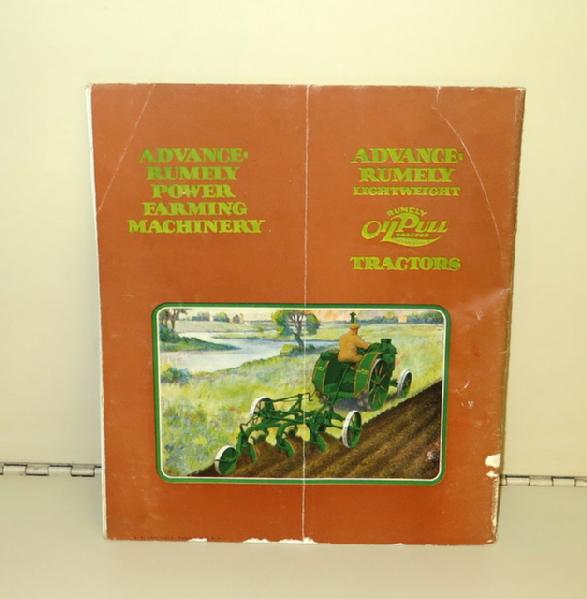 ADVANCE-
RUMELY
POWER
FARMING
MACHINERY
ADVANCE-
RUMELY
LIGHTWEIGHT
RUMELY
OILPULL
TRACTORS